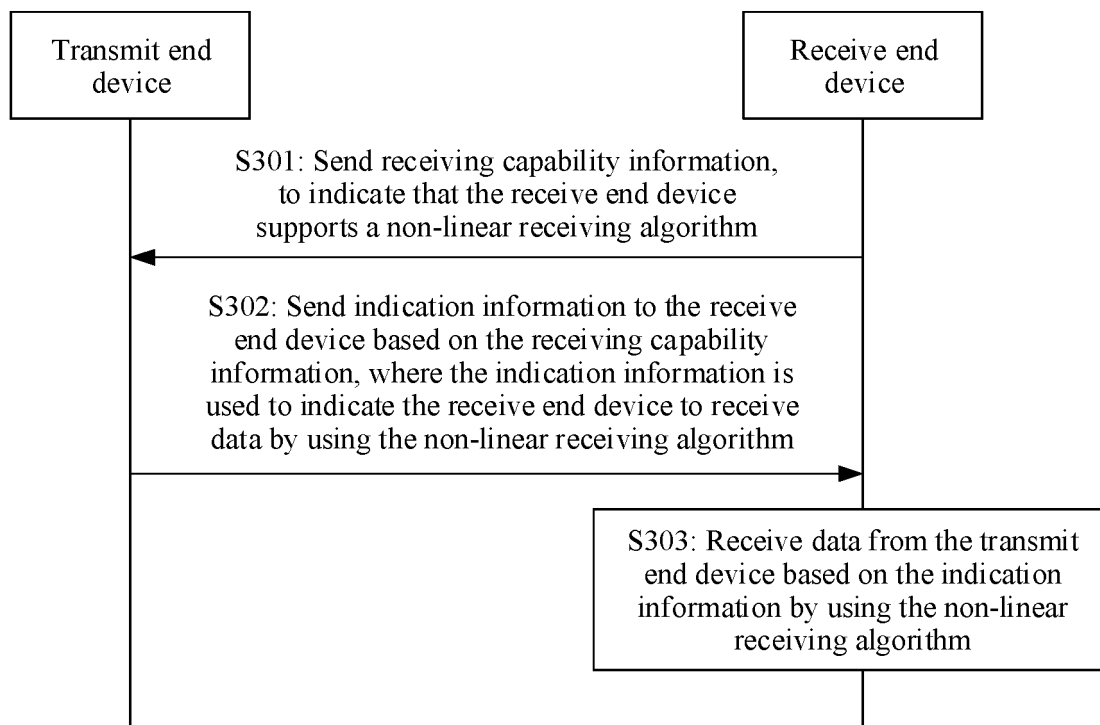 Transmit end
device
Receive end
device
S301: Send receiving capability information,
to indicate that the receive end device
supports a non-linear receiving algorithm
S302: Send indication information to the receive
end device based on the receiving capability
information, where the indication information is
used to indicate the receive end device to receive
data by using the non-linear receiving algorithm
S303: Receive data from the transmit
end device based on the indication
information by using the non-linear
receiving algorithm